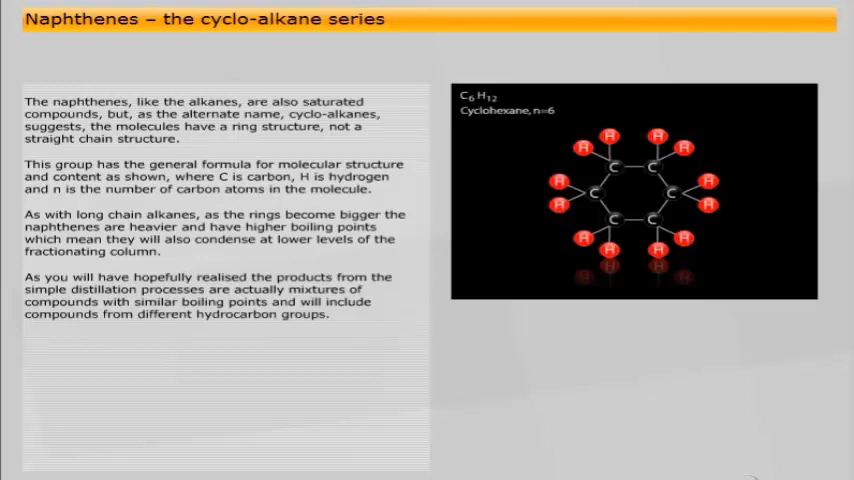 Naphthenes – the cyclo-alkane series
The naphthenes, like the alkanes, are also saturated
compounds, but, as the alternate name, cyclo-alkanes,
suggests, the molecules have a ring structure, not a
straight chain structure.
This group has the general formula for molecular structure
and content as shown, where C is carbon, H is hydrogen
and n is the number of carbon atoms in the molecule.
As with long chain alkanes, as the rings become bigger the
naphthenes are heavier and have higher boiling points
which mean they will also condense at lower levels of the
fractionating column.
As you will have hopefully realised the products from the
simple distillation processes are actually mixtures of
compounds with similar boiling points and will include
compounds from different hydrocarbon groups.
C6 H12
Cyclohexane, n=6
H H
H H
C C
H H
C C
H H
C C
H H
H H